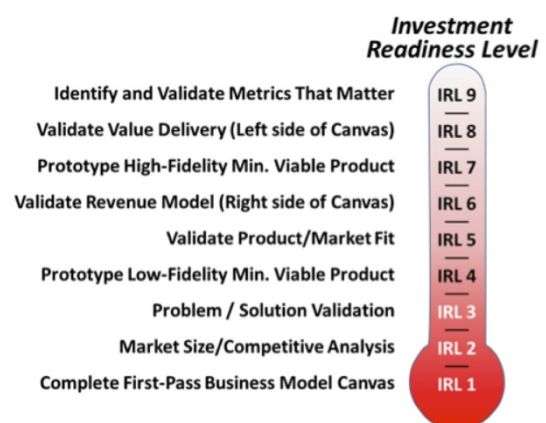 Investment
Readiness Level
Identify and Validate Metrics That Matter IRL 9
Validate Value Delivery (Left side of Canvas) IRL 8
Prototype High-Fidelity Min. Viable Product IRL 7
Validate Revenue Model (Right side of Canvas) IRL 6
Validate Product/Market Fit IRL 5
Prototype Low-Fidelity Min. Viable Product IRL 4
Problem / Solution Validation IRL 3
Market Size/Competitive Analysis IRL 2
Complete First-Pass Business Model Canvas IRL 1